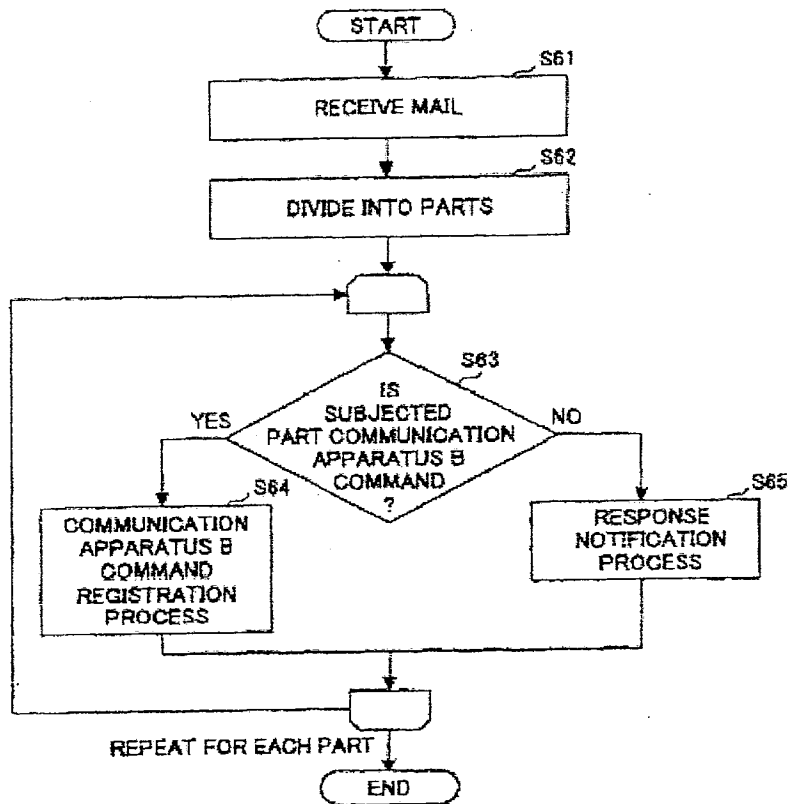 START
S61
RECEIVE MAIL
S62
DIVIDE INTO PARTS
S63
IS
SUBJECTED
PART COMMUNICATION
APPARATUS B
COMMAND
?
YES
NO
S64
COMMUNICATION
APPARATUS B
COMMAND
REGISTRATION
PROCESS
S65
RESPONSE
NOTIFICATION
PROCESS
REPEAT FOR EACH PART
END